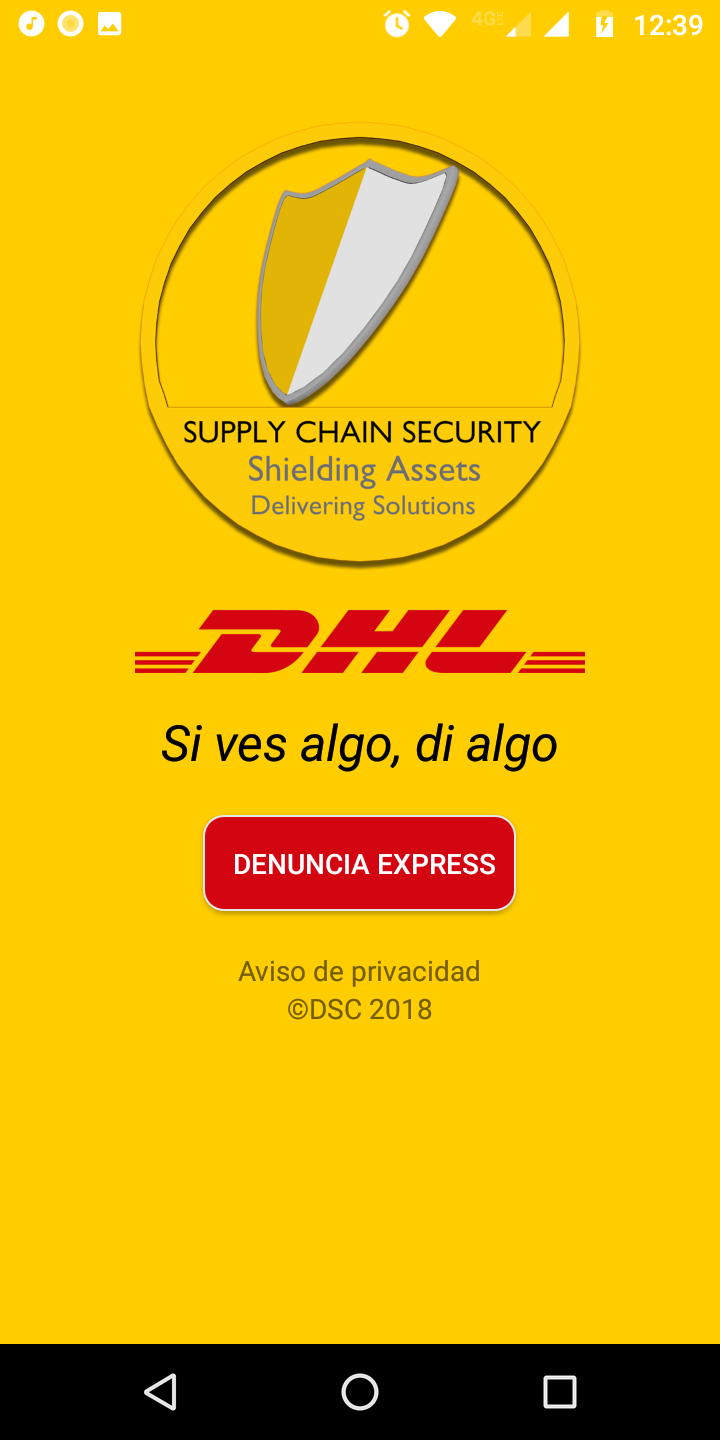 4G
12:39
SUPPLY CHAIN SECURITY
Shielding Assets
Delivering Solutions
DHL
Si ves algo, di algo
DENUNCIA EXPRESS
Aviso de privacidad
©DSC 2018